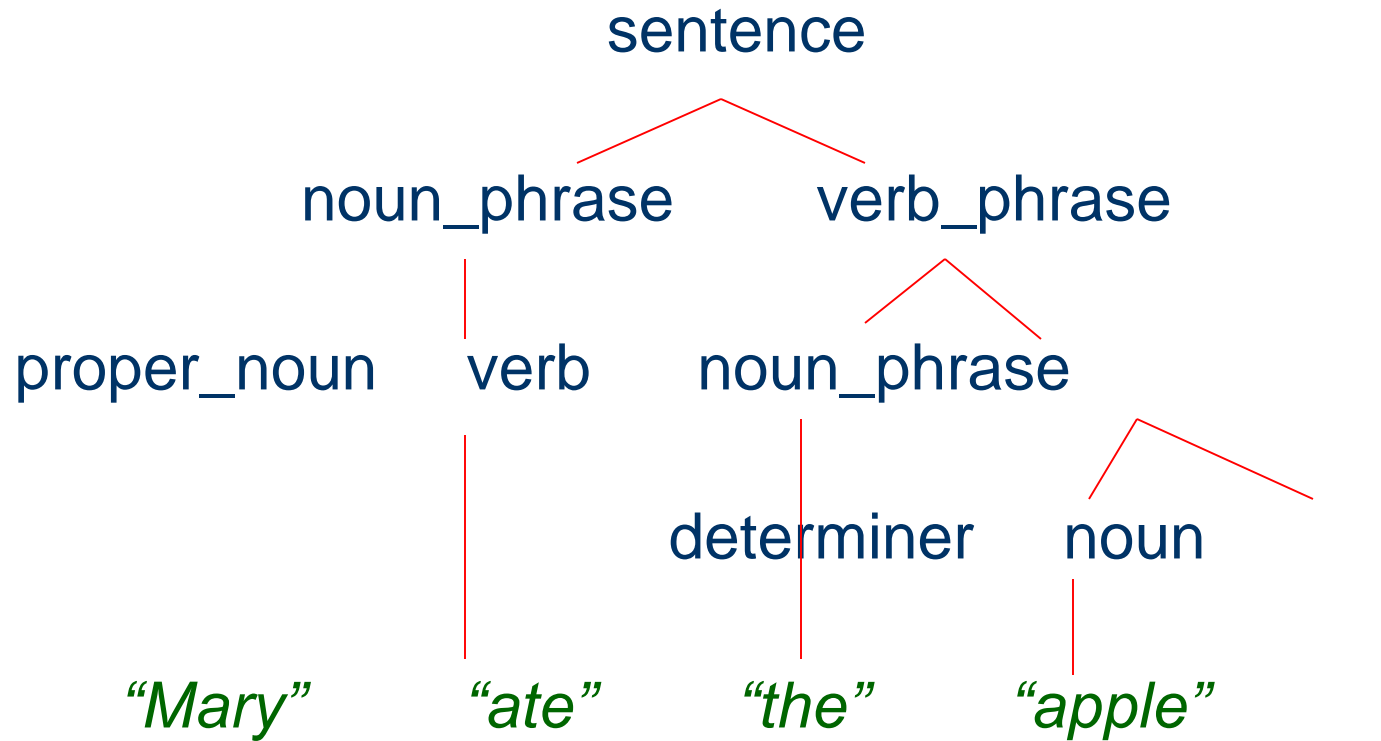 sentence
noun_phrase verb_phrase
proper_noun verb noun_phrase
determiner noun
“Mary” “ate” “the” “apple”